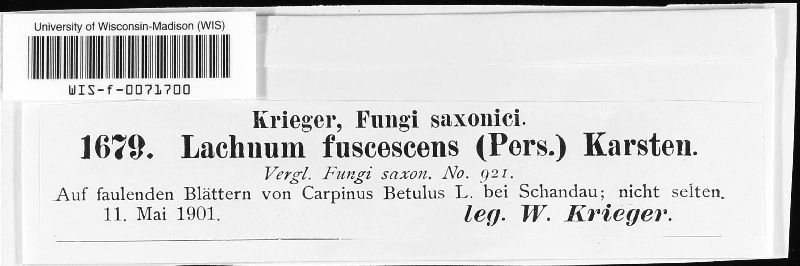 University of Wisconsin-Madison (WIS)
WIS-f-0071700
Krieger, Fungi saxonici.
1679. Lachnum fuscescens (Pers.) Karsten.
Vergl. Fungi saxon. No. 921.
Auf faulenden Blättern von Carpinus Betulus L. bei Schandau; nicht selten.
11. Mai 1901. leg. W. Krieger.